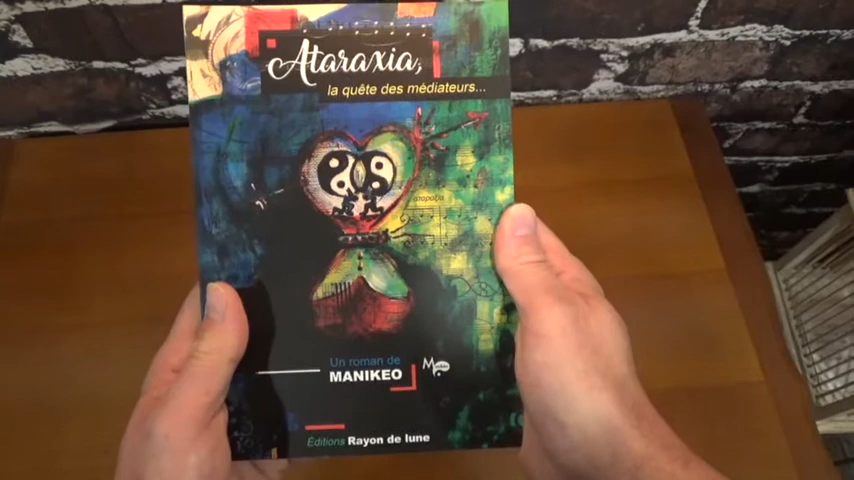 Ataraxia,
la quête des médiateurs...
Un roman de
MANIKEO
Éditions Rayon de lune